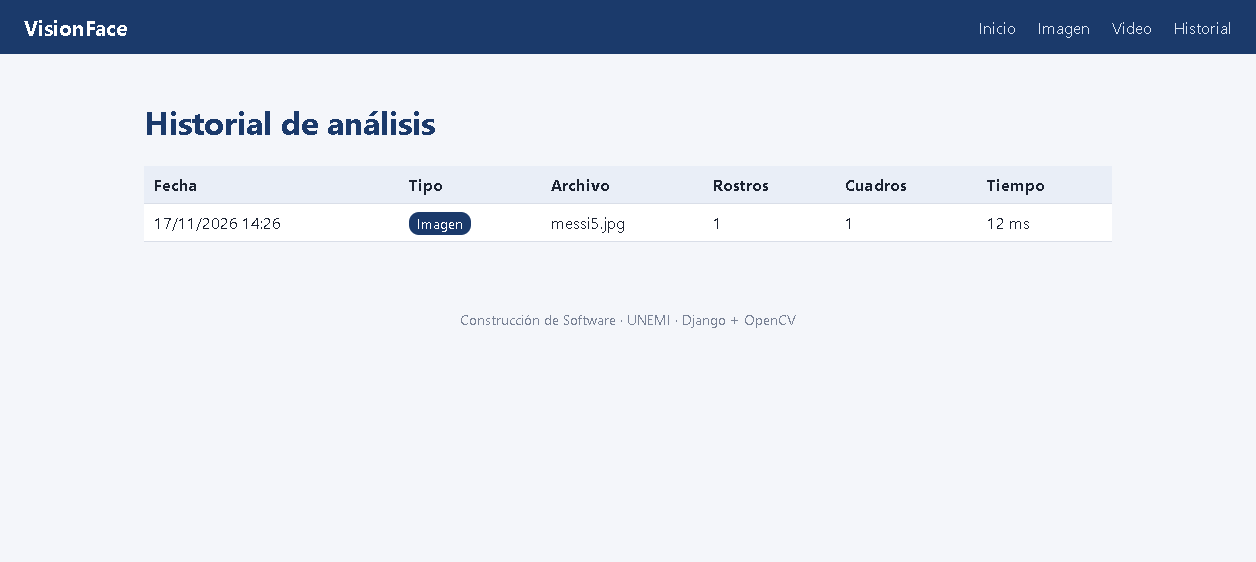 VisionFace Inicio Imagen Video Historial
Historial de análisis
Fecha Tipo Archivo Rostros Cuadros Tiempo
17/11/2026 14:26 Imagen messi5.jpg 1 1 12 ms
Construcción de Software · UNEMI · Django + OpenCV